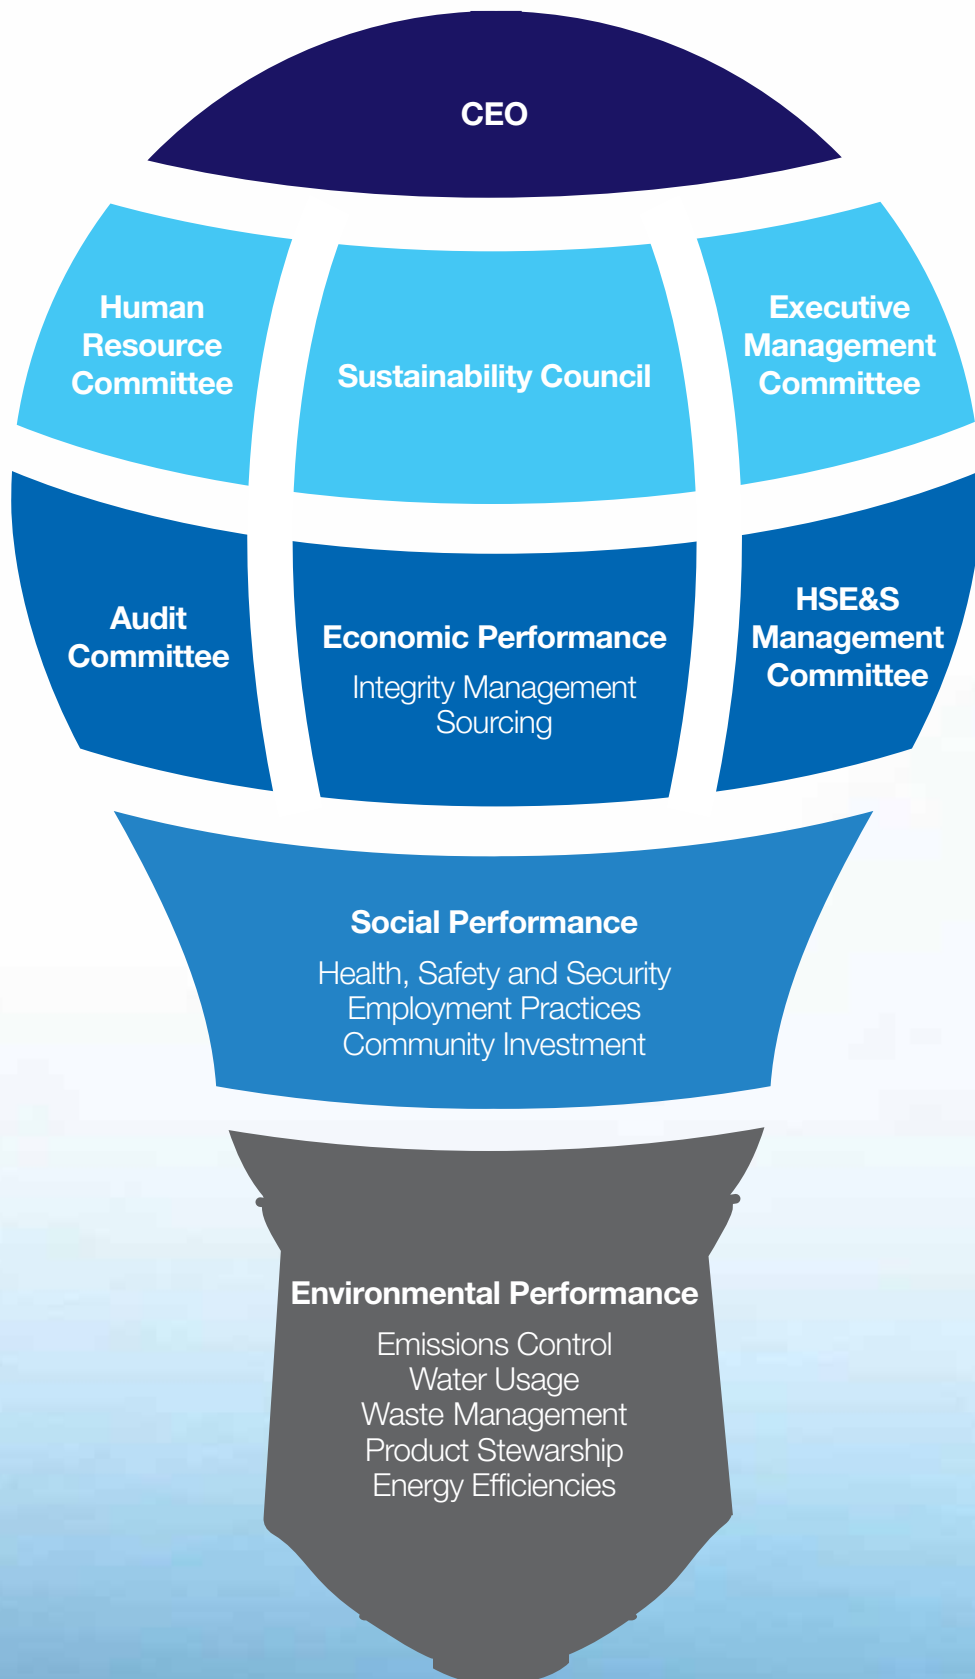 CEO
Human
Resource
Committee
Sustainability Council
Executive
Management
Committee
Audit
Committee
Economic Performance
Integrity Management
Sourcing
HSE&S
Management
Committee
Social Performance
Health, Safety and Security
Employment Practices
Community Investment
Environmental Performance
Emissions Control
Water Usage
Waste Management
Product Stewarship
Energy Efficiencies